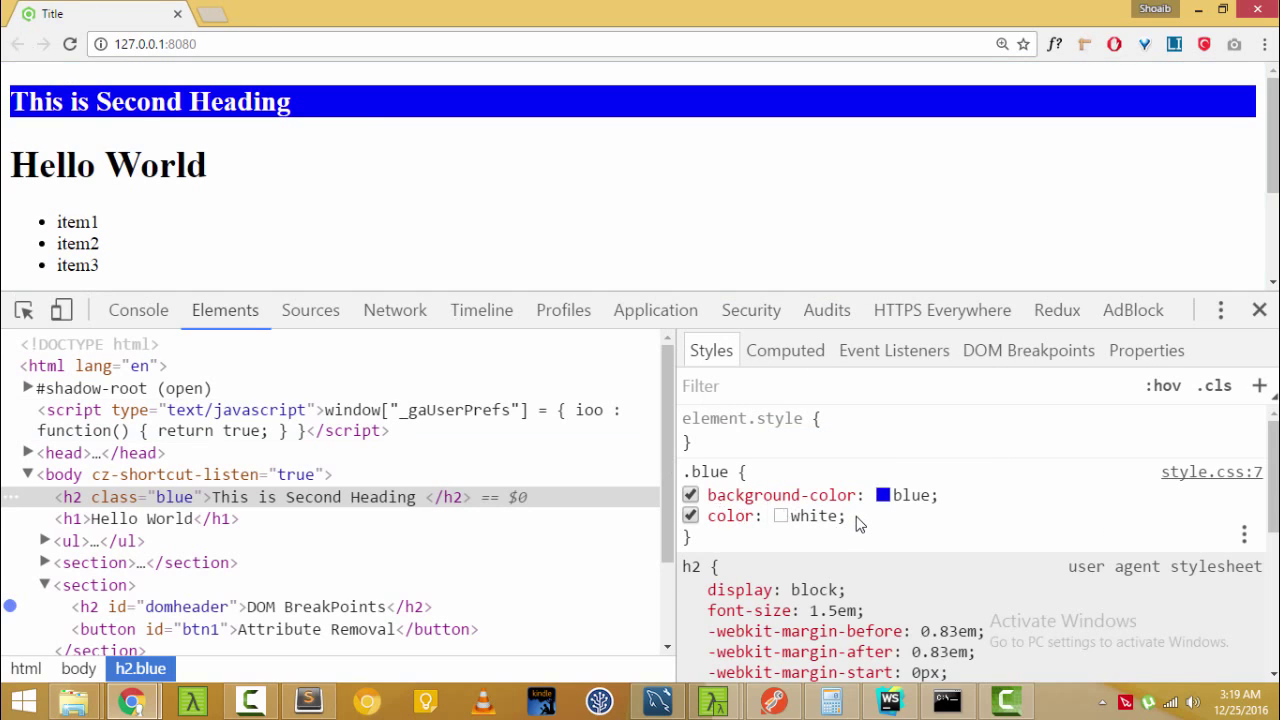 Title
Shoaib
127.0.0.1:8080
f?
This is Second Heading
Hello World
item1
item2
item3
Console Elements Sources Network Timeline Profiles Application Security Audits HTTPS Everywhere Redux AdBlock
<!DOCTYPE html>
<html lang="en">
#shadow-root (open)
<script type="text/javascript">window["_gaUserPrefs"] = { ioo :
function() { return true; } }</script>
<head>…</head>
<body cz-shortcut-listen="true">
<h2 class="blue">This is Second Heading </h2> == $0
<h1>Hello World</h1>
<ul>…</ul>
<section>…</section>
<section>
<h2 id="domheader">DOM BreakPoints</h2>
<button id="btn1">Attribute Removal</button>
</section>
html body h2.blue
Styles Computed Event Listeners DOM Breakpoints Properties
Filter :hov .cls +
element.style {
}
.blue { style.css:7
background-color: blue;
color: white;
}
h2 { user agent stylesheet
display: block;
font-size: 1.5em;
-webkit-margin-before: 0.83em;
-webkit-margin-after: 0.83em;
-webkit-margin-start: 0px;
Activate Windows
Go to PC settings to activate Windows.
kindle
WS
3:19 AM
12/25/2016